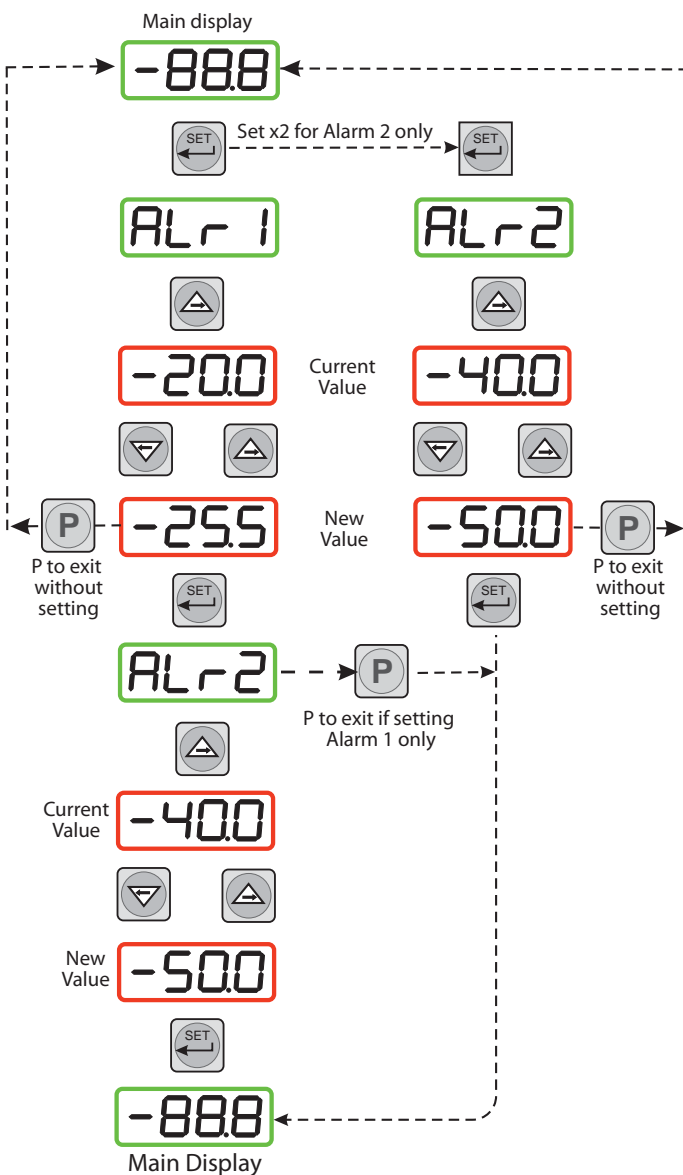 Main display
-88.8
SET
Set x2 for Alarm 2 only
SET
ALr 1
ALr2
-20.0
Current
Value
-40.0
-25.5
New
Value
-50.0
P
P to exit
without
setting
P
P to exit
without
setting
SET
SET
ALr2
P
P to exit if setting
Alarm 1 only
Current
Value
-40.0
New
Value
-50.0
SET
-88.8
Main Display